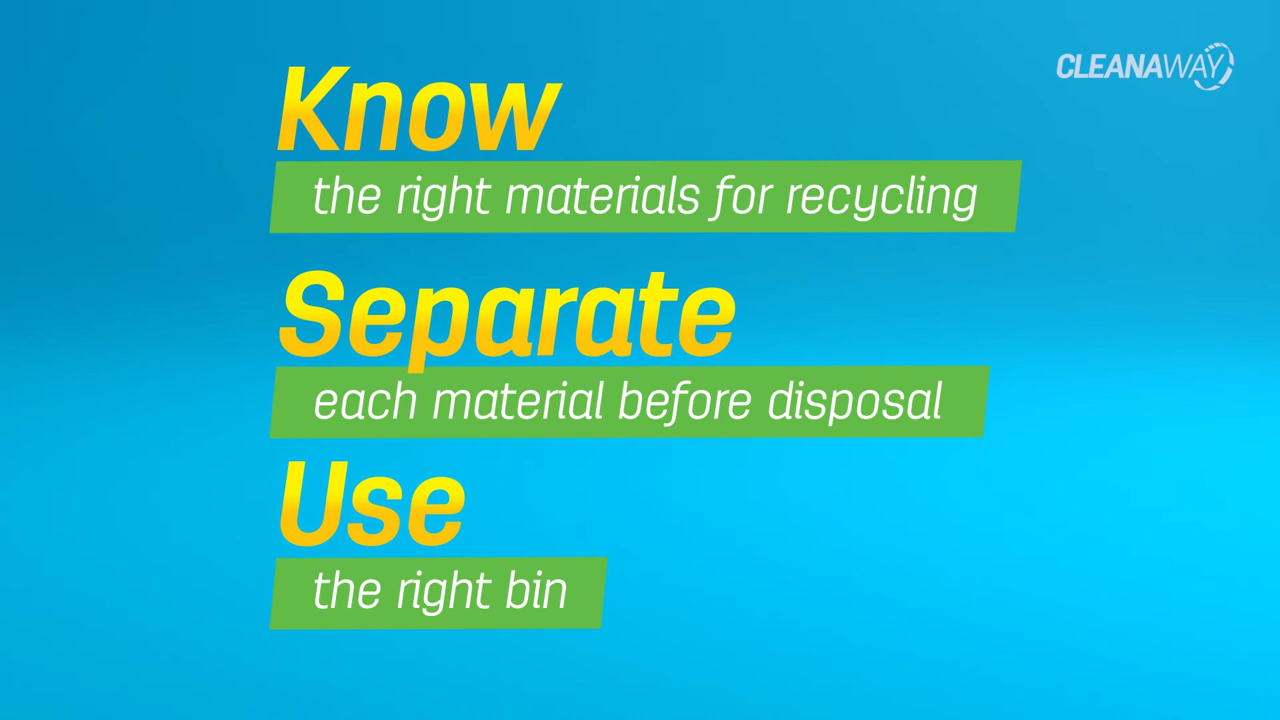 CLEANAWAY
Know
the right materials for recycling
Separate
each material before disposal
Use
the right bin